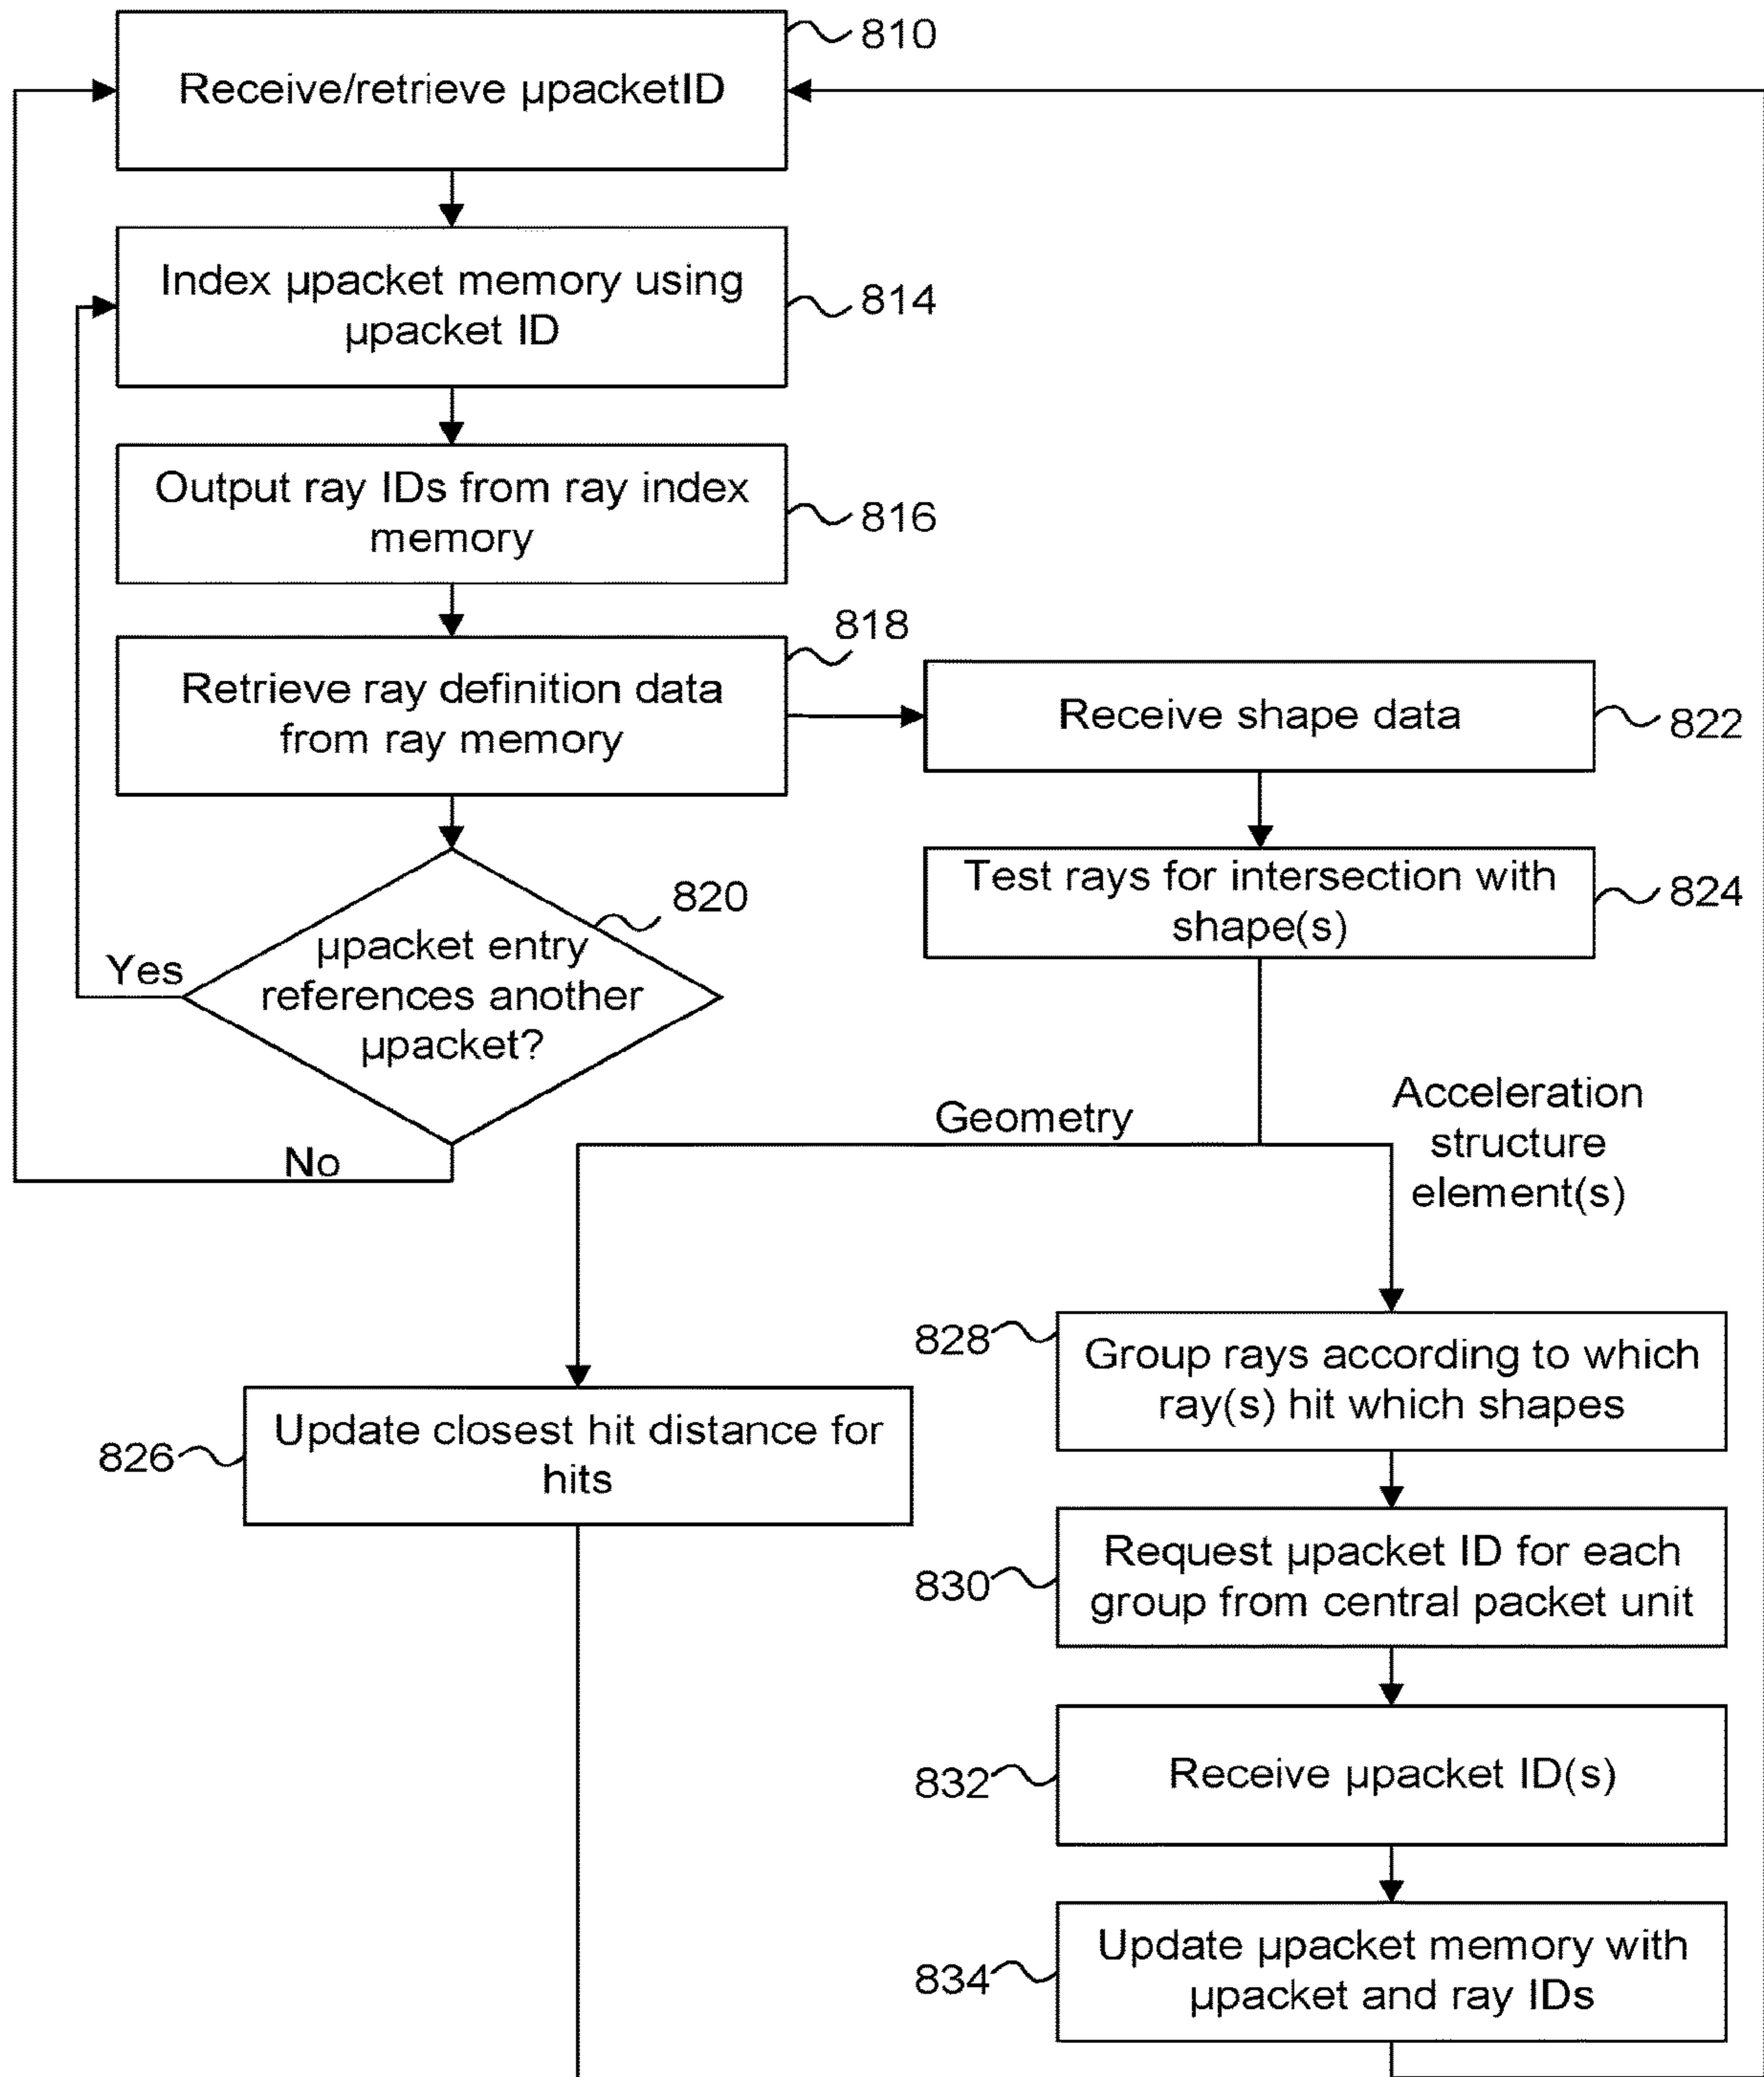 810
Receive/retrieve µpacketID
Index µpacket memory using
µpacket ID
814
Output ray IDs from ray index
memory
816
818
Retrieve ray definition data
from ray memory
Receive shape data
822
820
µpacket entry
references another
µpacket?
Yes
No
Test rays for intersection with
shape(s)
824
Geometry
Acceleration
structure
element(s)
828
Group rays according to which
ray(s) hit which shapes
826
Update closest hit distance for
hits
830
Request µpacket ID for each
group from central packet unit
832
Receive µpacket ID(s)
834
Update µpacket memory with
µpacket and ray IDs